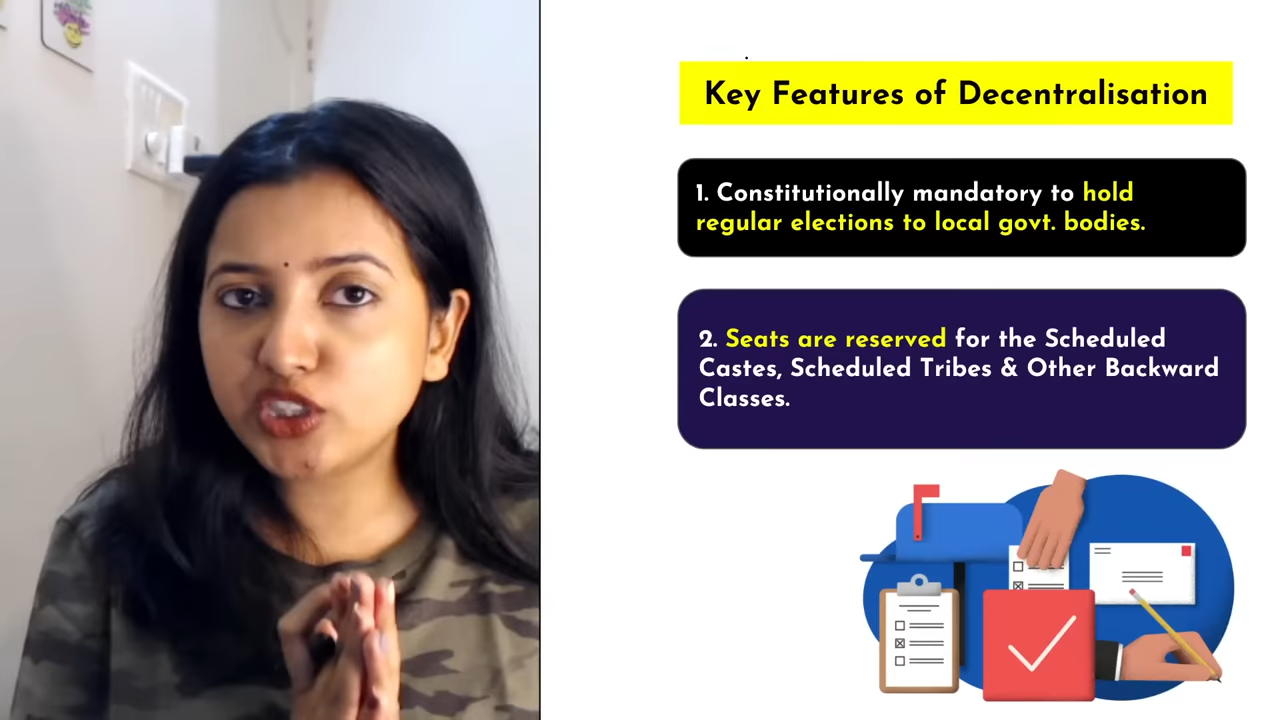 Key Features of Decentralisation
1. Constitutionally mandatory to hold
regular elections to local govt. bodies.
2. Seats are reserved for the Scheduled
Castes, Scheduled Tribes & Other Backward
Classes.